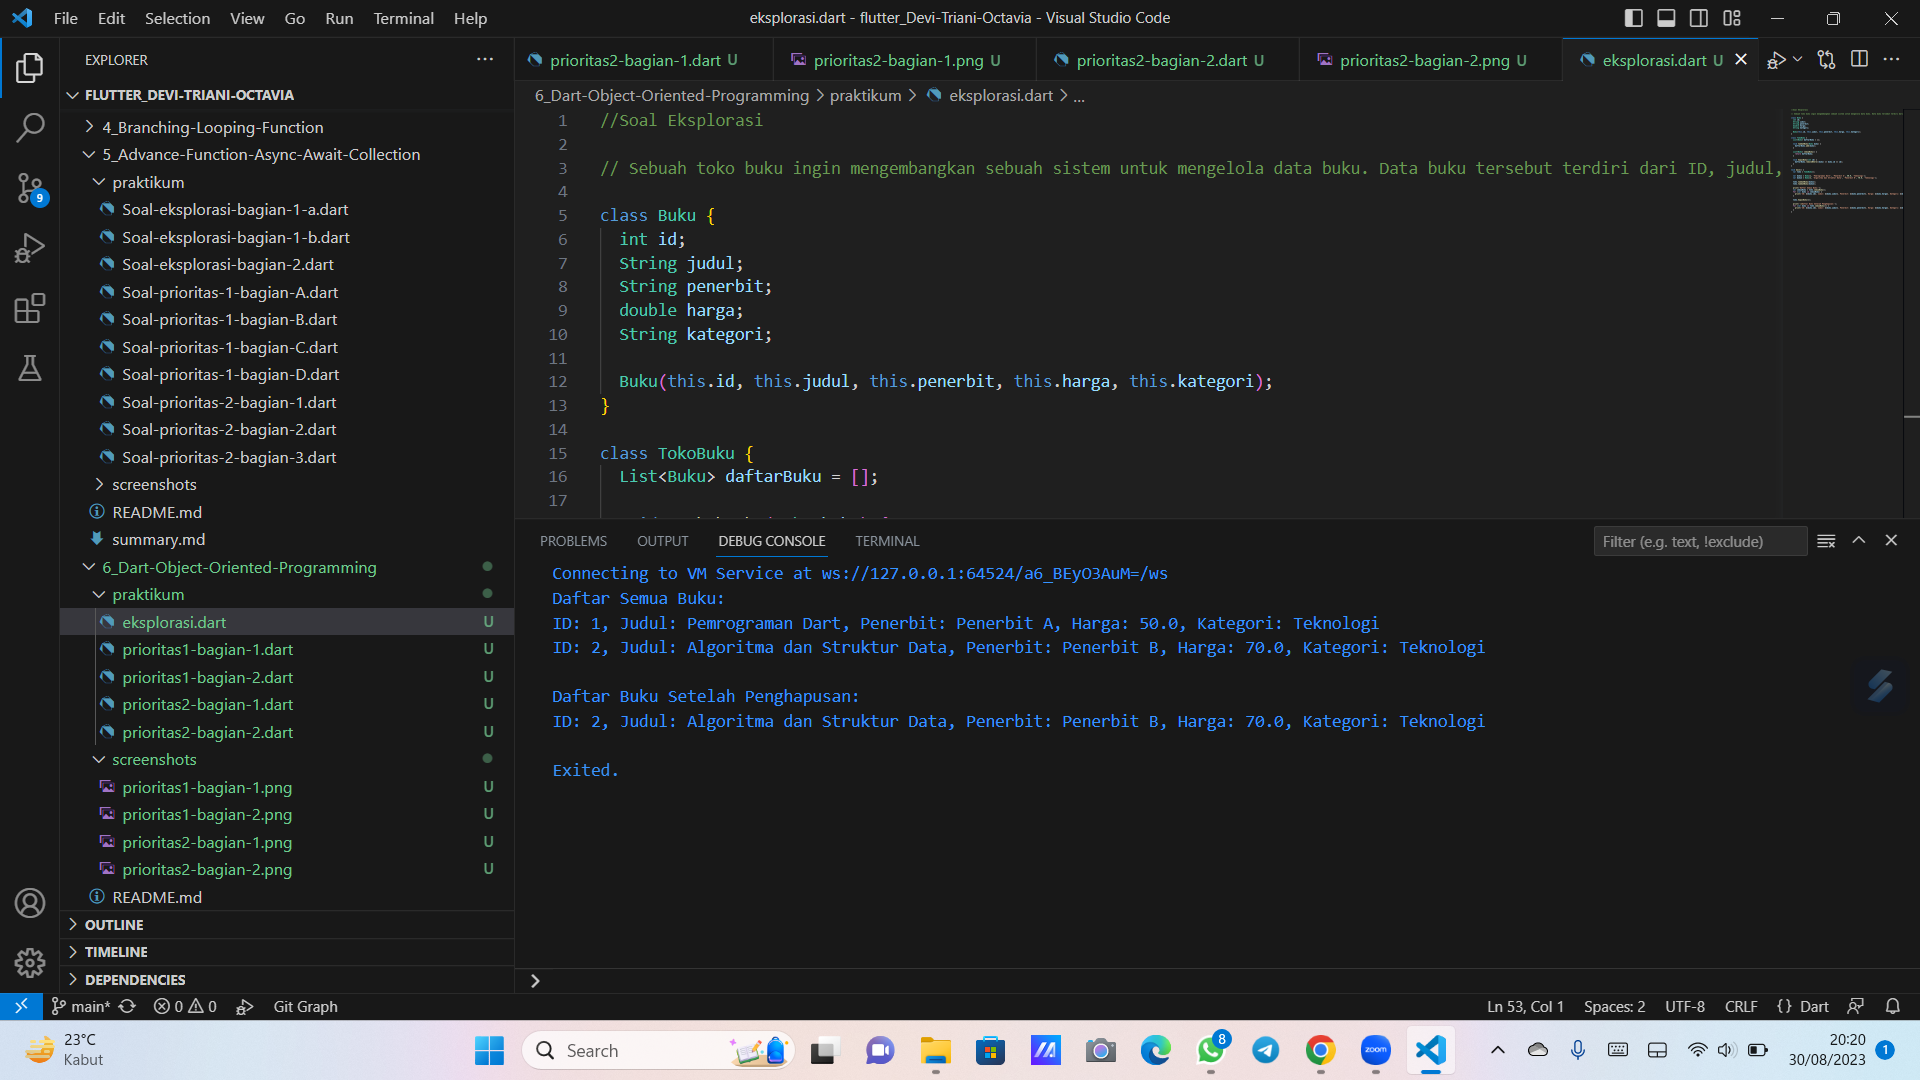 File Edit Selection View Go Run Terminal Help
eksplorasi.dart - flutter_Devi-Triani-Octavia - Visual Studio Code
EXPLORER
FLUTTER_DEVI-TRIANI-OCTAVIA
4_Branching-Looping-Function
5_Advance-Function-Async-Await-Collection
praktikum
Soal-eksplorasi-bagian-1-a.dart
Soal-eksplorasi-bagian-1-b.dart
Soal-eksplorasi-bagian-2.dart
Soal-prioritas-1-bagian-A.dart
Soal-prioritas-1-bagian-B.dart
Soal-prioritas-1-bagian-C.dart
Soal-prioritas-1-bagian-D.dart
Soal-prioritas-2-bagian-1.dart
Soal-prioritas-2-bagian-2.dart
Soal-prioritas-2-bagian-3.dart
screenshots
README.md
summary.md
6_Dart-Object-Oriented-Programming
praktikum
eksplorasi.dart U
prioritas1-bagian-1.dart U
prioritas1-bagian-2.dart U
prioritas2-bagian-1.dart U
prioritas2-bagian-2.dart U
screenshots
prioritas1-bagian-1.png U
prioritas1-bagian-2.png U
prioritas2-bagian-1.png U
prioritas2-bagian-2.png U
README.md
OUTLINE
TIMELINE
DEPENDENCIES
9
prioritas2-bagian-1.dart U prioritas2-bagian-1.png U prioritas2-bagian-2.dart U prioritas2-bagian-2.png U eksplorasi.dart U
6_Dart-Object-Oriented-Programming > praktikum > eksplorasi.dart > ...
1 //Soal Eksplorasi
2
3 // Sebuah toko buku ingin mengembangkan sebuah sistem untuk mengelola data buku. Data buku tersebut terdiri dari ID, judul,
4
5 class Buku {
6 int id;
7 String judul;
8 String penerbit;
9 double harga;
10 String kategori;
11
12 Buku(this.id, this.judul, this.penerbit, this.harga, this.kategori);
13 }
14
15 class TokoBuku {
16 List<Buku> daftarBuku = [];
17
PROBLEMS OUTPUT DEBUG CONSOLE TERMINAL
Filter (e.g. text, !exclude)
Connecting to VM Service at ws://127.0.0.1:64524/a6_BEyO3AuM=/ws
Daftar Semua Buku:
ID: 1, Judul: Pemrograman Dart, Penerbit: Penerbit A, Harga: 50.0, Kategori: Teknologi
ID: 2, Judul: Algoritma dan Struktur Data, Penerbit: Penerbit B, Harga: 70.0, Kategori: Teknologi
Daftar Buku Setelah Penghapusan:
ID: 2, Judul: Algoritma dan Struktur Data, Penerbit: Penerbit B, Harga: 70.0, Kategori: Teknologi
Exited.
main* 0 0 Git Graph
Ln 53, Col 1 Spaces: 2 UTF-8 CRLF {} Dart
23°C
Kabut
Search
8
zoom
20:20
30/08/2023
1